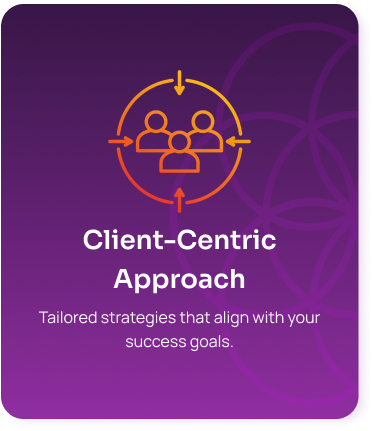 Client-Centric
Approach
Tailored strategies that align with your
success goals.